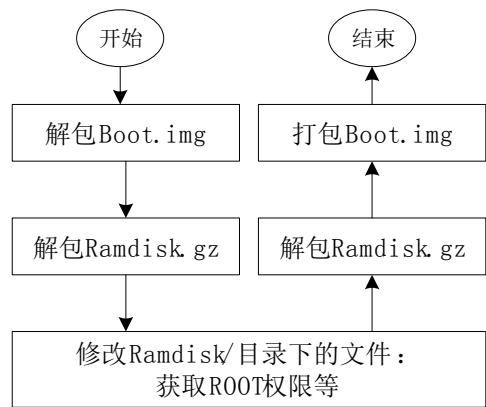 开始
解包Boot.img
解包Ramdisk.gz
修改Ramdisk/目录下的文件：
获取ROOT权限等
解包Ramdisk.gz
打包Boot.img
结束